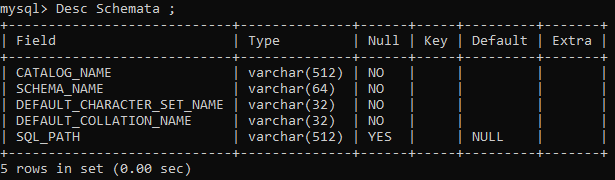 mysql> Desc Schemata ;
+----------------------------+--------------+------+-----+---------+-------+
| Field                      | Type         | Null | Key | Default | Extra |
+----------------------------+--------------+------+-----+---------+-------+
| CATALOG_NAME               | varchar(512) | NO   |     |         |       |
| SCHEMA_NAME                | varchar(64)  | NO   |     |         |       |
| DEFAULT_CHARACTER_SET_NAME | varchar(32)  | NO   |     |         |       |
| DEFAULT_COLLATION_NAME     | varchar(32)  | NO   |     |         |       |
| SQL_PATH                   | varchar(512) | YES  |     | NULL    |       |
+----------------------------+--------------+------+-----+---------+-------+
5 rows in set (0.00 sec)